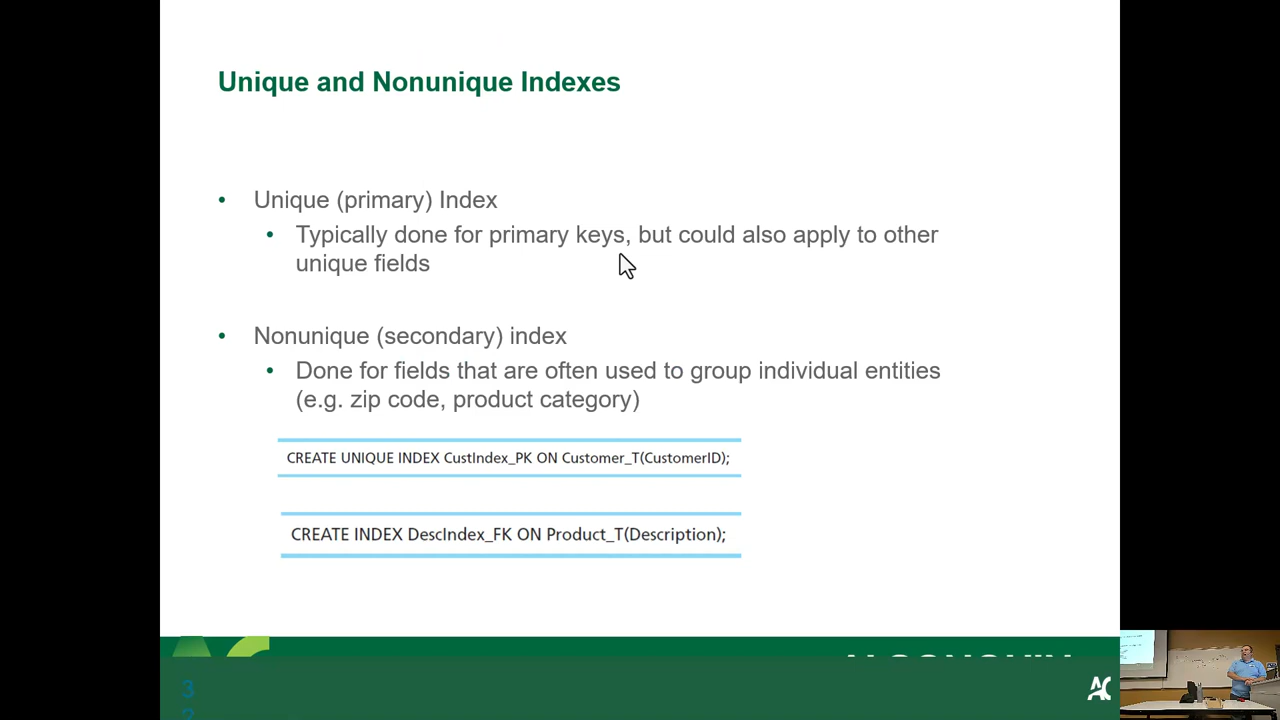 Unique and Nonunique Indexes
• Unique (primary) Index
• Typically done for primary keys, but could also apply to other
unique fields
• Nonunique (secondary) index
• Done for fields that are often used to group individual entities
(e.g. zip code, product category)
CREATE UNIQUE INDEX CustIndex_PK ON Customer_T(CustomerID);
CREATE INDEX DescIndex_FK ON Product_T(Description);
3
AC